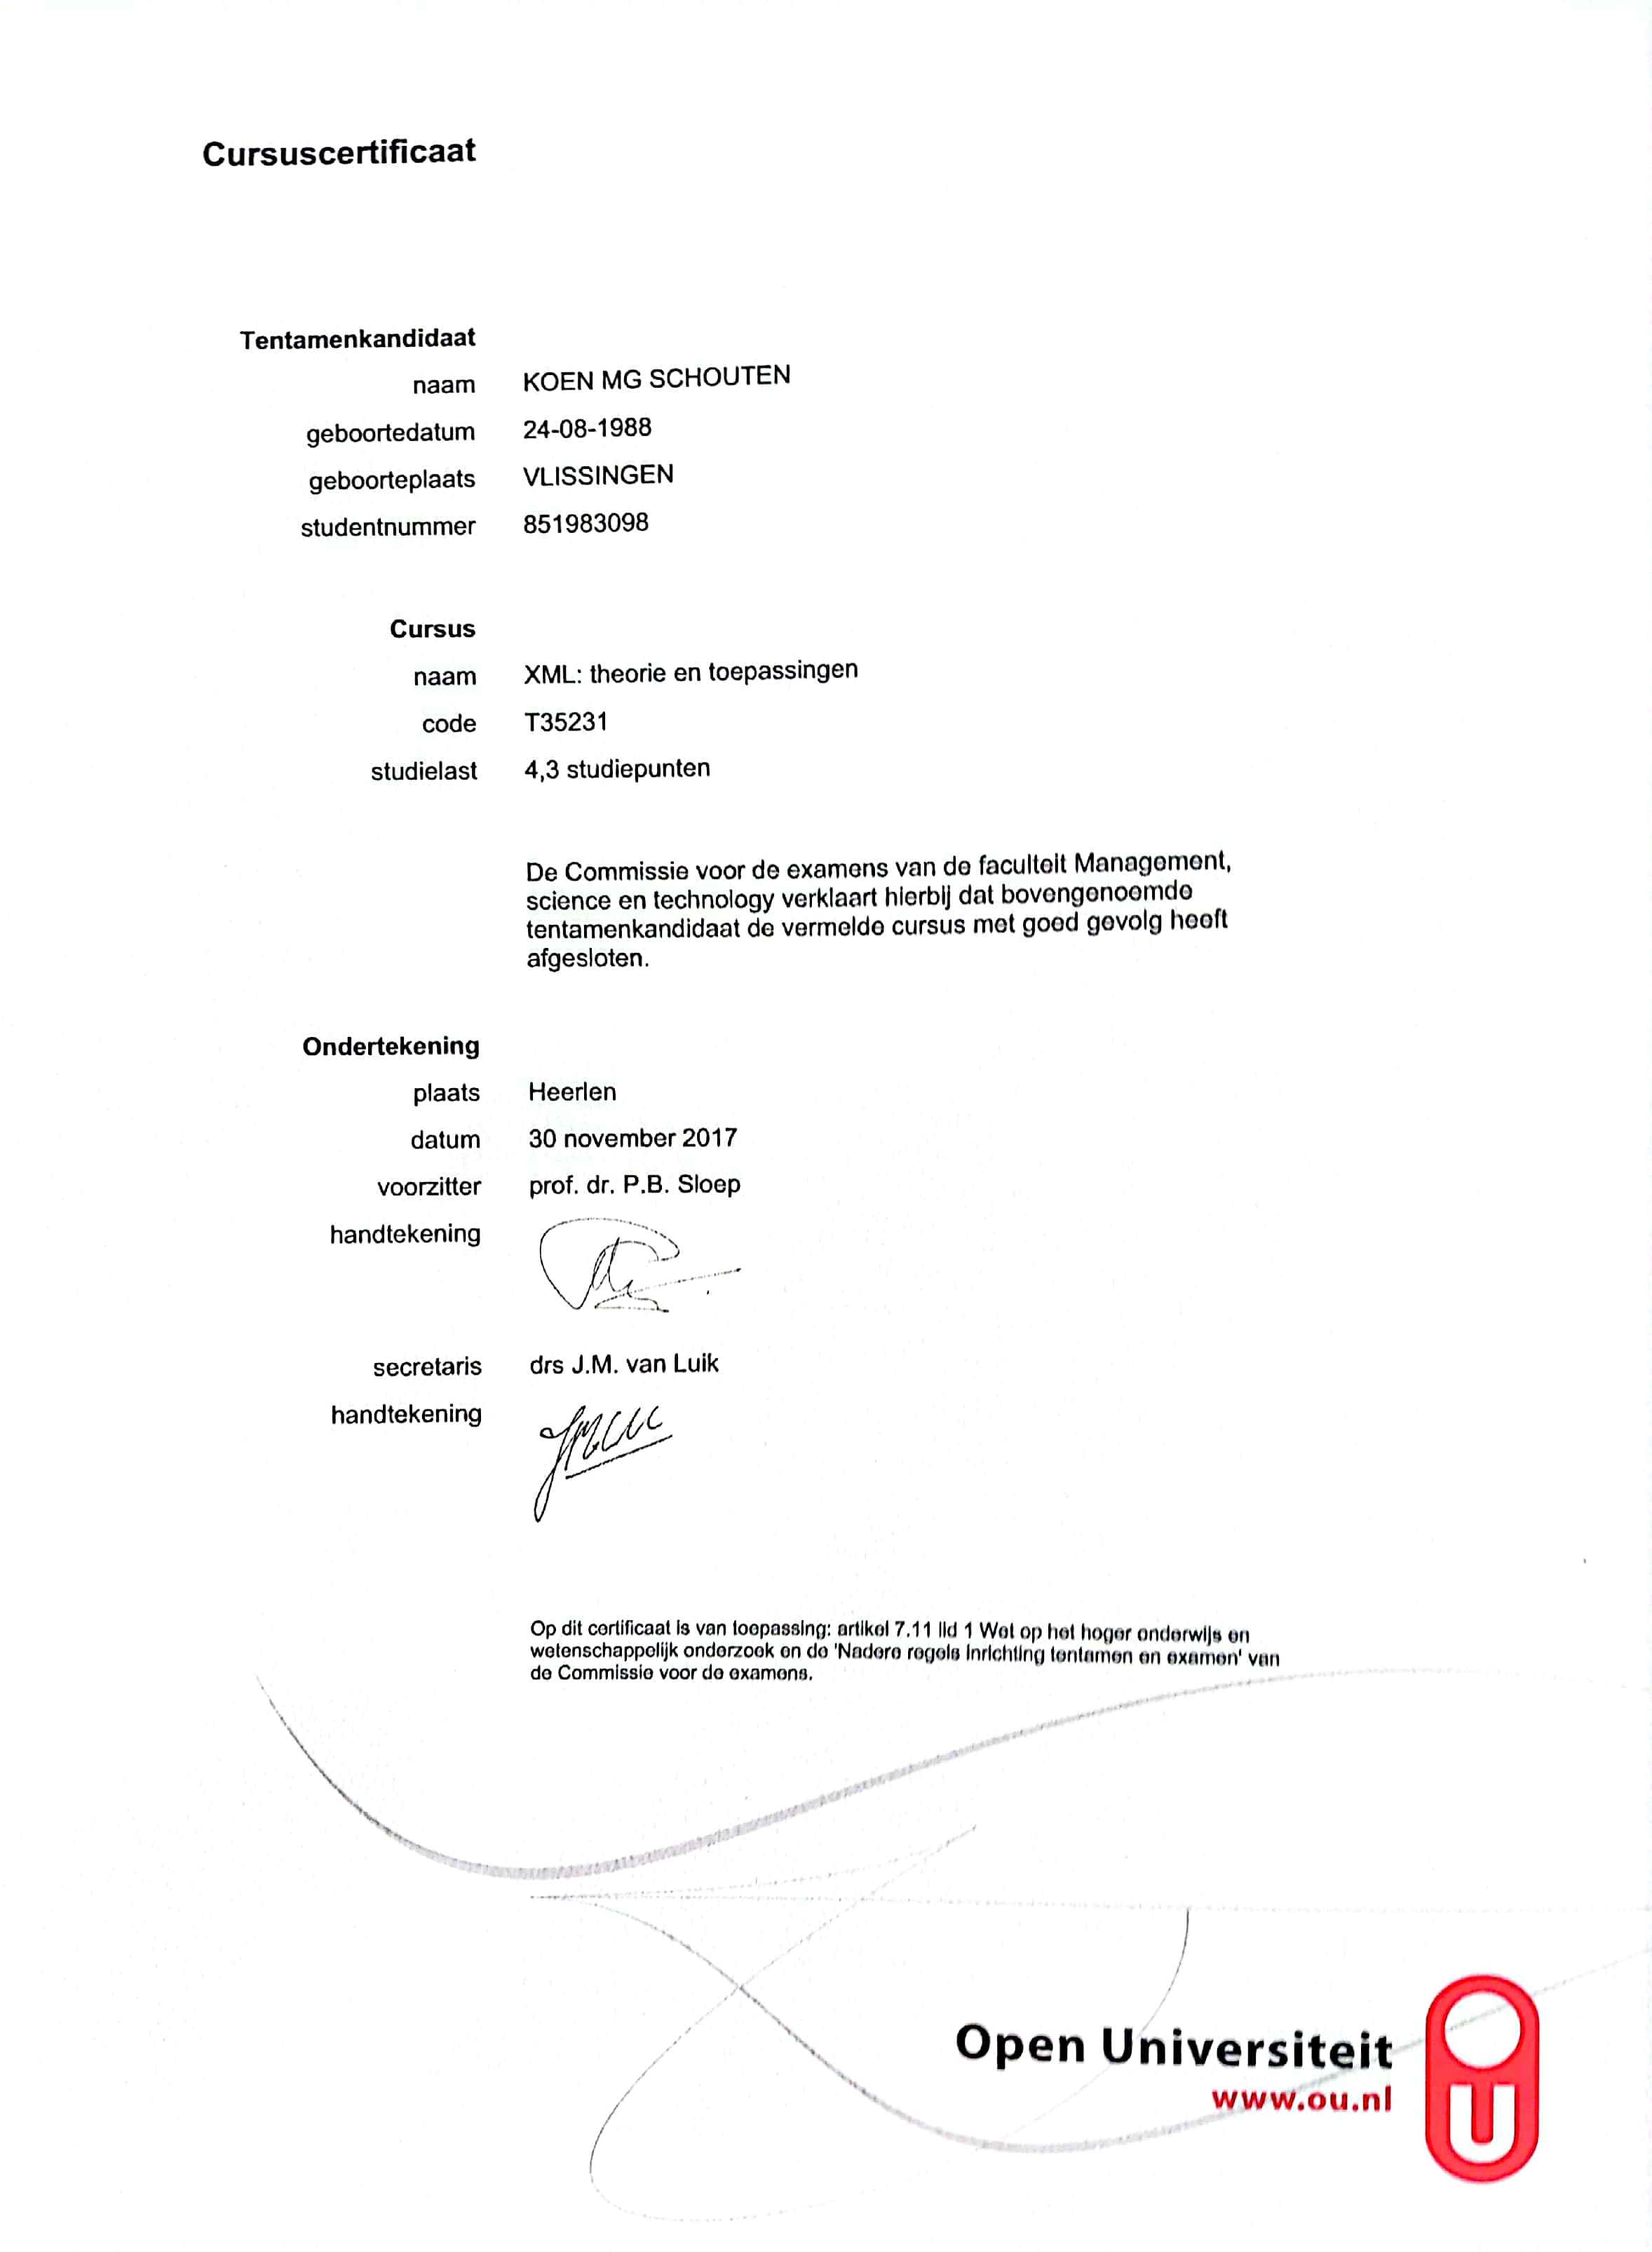 Cursuscertificaat
Tentamenkandidaat
naam KOEN MG SCHOUTEN
geboortedatum 24-08-1988
geboorteplaats VLISSINGEN
studentnummer 851983098
Cursus
naam XML: theorie en toepassingen
code T35231
studielast 4,3 studiepunten
De Commissie voor de examens van de faculteit Management,
science en technology verklaart hierbij dat bovengenoemde
tentamenkandidaat de vermelde cursus met goed gevolg heeft
afgesloten.
Ondertekening
plaats Heerlen
datum 30 november 2017
voorzitter prof. dr. P.B. Sloep
handtekening
secretaris drs J.M. van Luik
handtekening
Op dit certificaat is van toepassing: artikel 7.11 lid 1 Wet op het hoger onderwijs en
wetenschappelijk onderzoek en de 'Nadere regels inrichting tentamen en examen' van
de Commissie voor de examens.
Open Universiteit
www.ou.nl